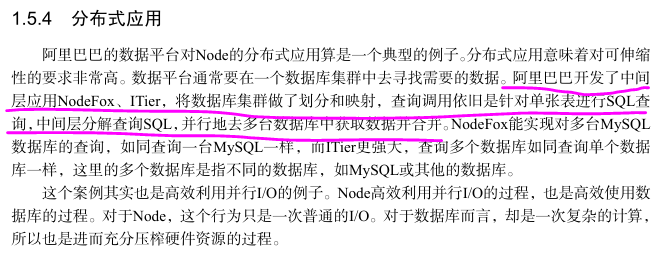 1.5.4 分布式应用
阿里巴巴的数据平台对Node的分布式应用算是一个典型的例子。分布式应用意味着对可伸缩
性的要求非常高。数据平台通常要在一个数据库集群中去寻找需要的数据。阿里巴巴开发了中间
层应用NodeFox、ITier，将数据库集群做了划分和映射，查询调用依旧是针对单张表进行SQL查
询，中间层分解查询SQL，并行地去多台数据库中获取数据并合并。NodeFox能实现对多台MySQL
数据库的查询，如同查询一台MySQL一样，而ITier更强大，查询多个数据库如同查询单个数据
库一样，这里的多个数据库是指不同的数据库，如MySQL或其他的数据库。
这个案例其实也是高效利用并行I/O的例子。Node高效利用并行I/O的过程，也是高效使用数
据库的过程。对于Node，这个行为只是一次普通的I/O。对于数据库而言，却是一次复杂的计算，
所以也是进而充分压榨硬件资源的过程。